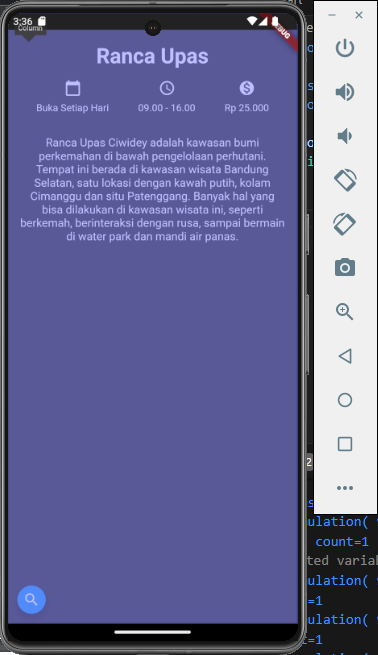 3:36
Column
DEBUG
Ranca Upas
Buka Setiap Hari
09.00 - 16.00
Rp 25.000
Ranca Upas Ciwidey adalah kawasan bumi
perkemahan di bawah pengelolaan perhutani.
Tempat ini berada di kawasan wisata Bandung
Selatan, satu lokasi dengan kawah putih, kolam
Cimanggu dan situ Patenggang. Banyak hal yang
bisa dilakukan di kawasan wisata ini, seperti
berkemah, berinteraksi dengan rusa, sampai bermain
di water park dan mandi air panas.
2
ulation(
count=1
ted variab
ulation(
=1
ulation(
t=1